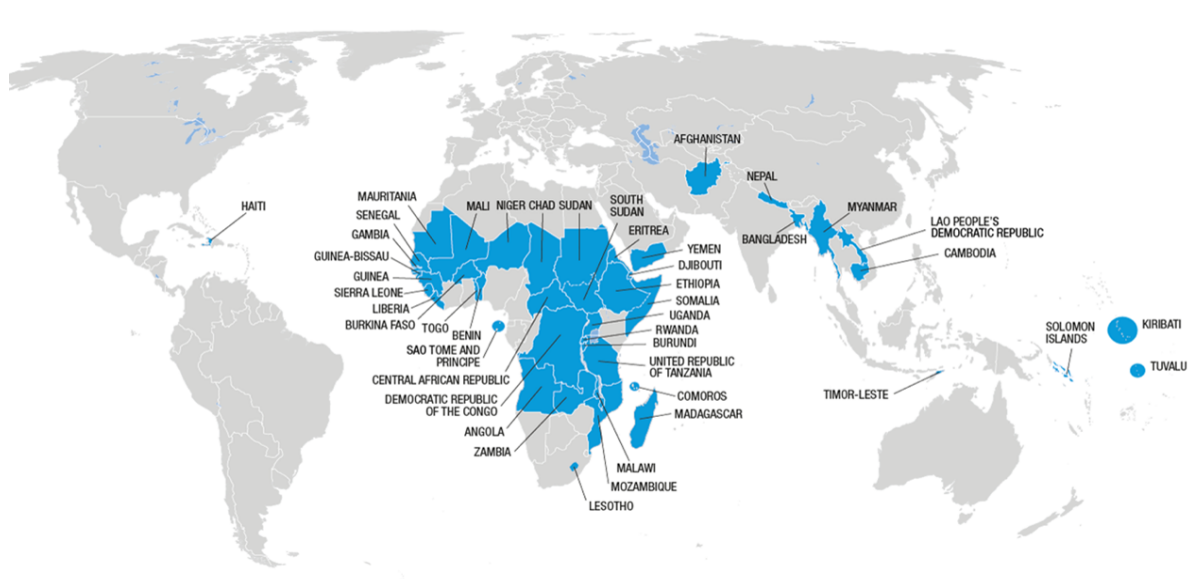 HAITI
MAURITANIA
SENEGAL
GAMBIA
GUINEA-BISSAU
GUINEA
SIERRA LEONE
LIBERIA
BURKINA FASO
TOGO
BENIN
SAO TOME AND
PRINCIPE
CENTRAL AFRICAN REPUBLIC
DEMOCRATIC REPUBLIC
OF THE CONGO
ANGOLA
ZAMBIA
MALI
NIGER
CHAD
SUDAN
SOUTH
SUDAN
ERITREA
YEMEN
DJIBOUTI
ETHIOPIA
SOMALIA
UGANDA
RWANDA
BURUNDI
UNITED REPUBLIC
OF TANZANIA
COMOROS
MADAGASCAR
MALAWI
MOZAMBIQUE
LESOTHO
AFGHANISTAN
NEPAL
BANGLADESH
MYANMAR
LAO PEOPLE'S
DEMOCRATIC REPUBLIC
CAMBODIA
TIMOR-LESTE
SOLOMON
ISLANDS
KIRIBATI
TUVALU